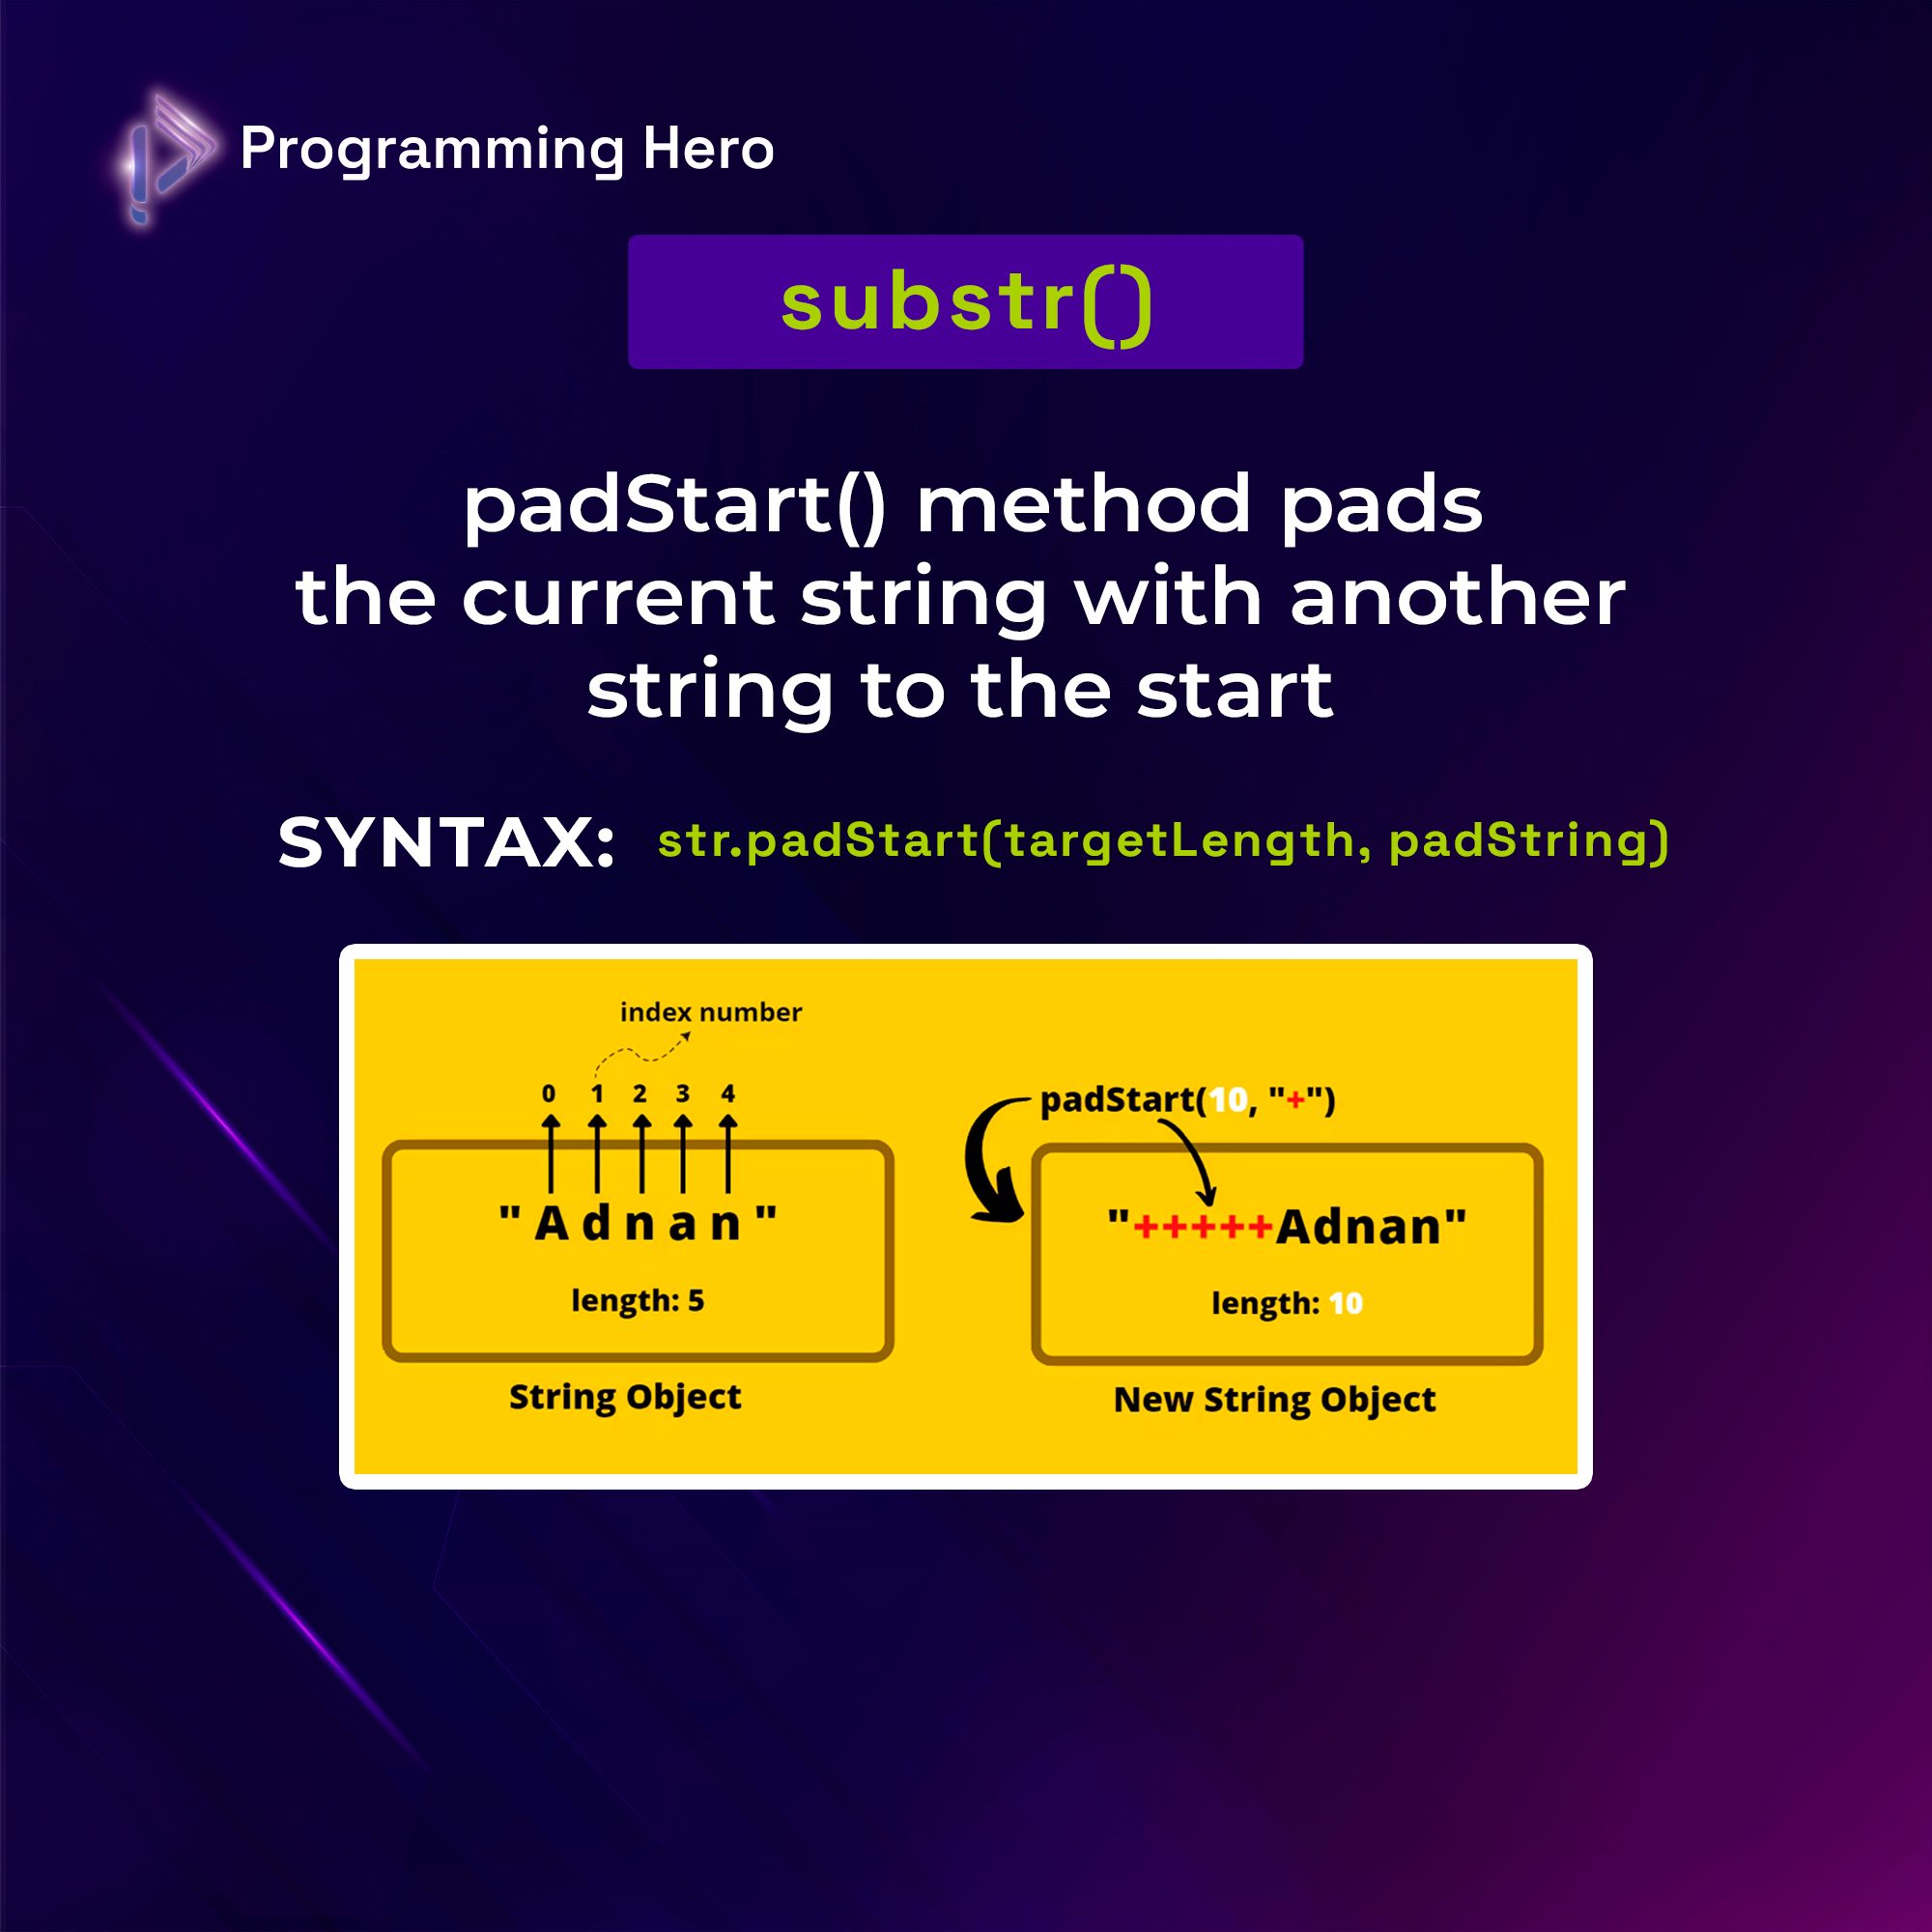 Programming Hero
substr()
padStart() method pads
the current string with another
string to the start
SYNTAX: str.padStart(targetLength, padString)
index number
0 1 2 3 4
"Adnan"
length: 5
String Object
padStart(10, "+")
"+++++Adnan"
length: 10
New String Object